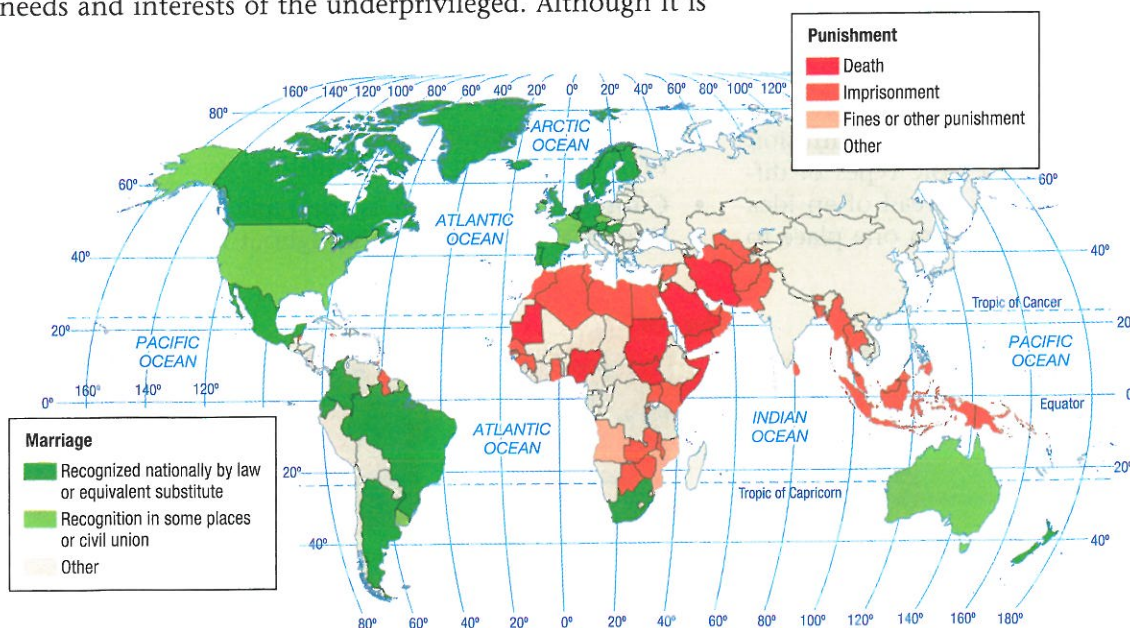 needs and interests of the underprivileged. Although it is
Punishment
Death
Imprisonment
Fines or other punishment
Other
160° 140° 120° 100° 80° 60° 40° 20° 0° 20° 40° 60° 80° 100° 120°
80°
ARCTIC
OCEAN
60°
60°
ATLANTIC
OCEAN
40°
40°
Tropic of Cancer
20°
20
PACIFIC
OCEAN
PACIFIC
OCEAN
160° 140° 120°
0°
0
Equator
ATLANTIC
OCEAN
INDIAN
OCEAN
Marriage
Recognized nationally by law
or equivalent substitute
Recognition in some places
or civil union
Other
20°
20°
Tropic of Capricorn
40°
40°
80° 60° 40° 20° 0° 20° 40° 60° 80° 100° 120° 140° 160° 180°